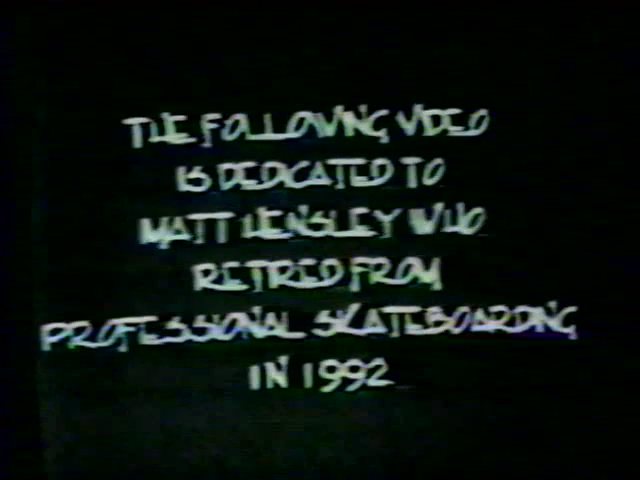 THE FOLLOWING VIDEO
IS DEDICATED TO
MATT HENSLEY WHO
RETIRED FROM
PROFESSIONAL SKATEBOARDING
IN 1992